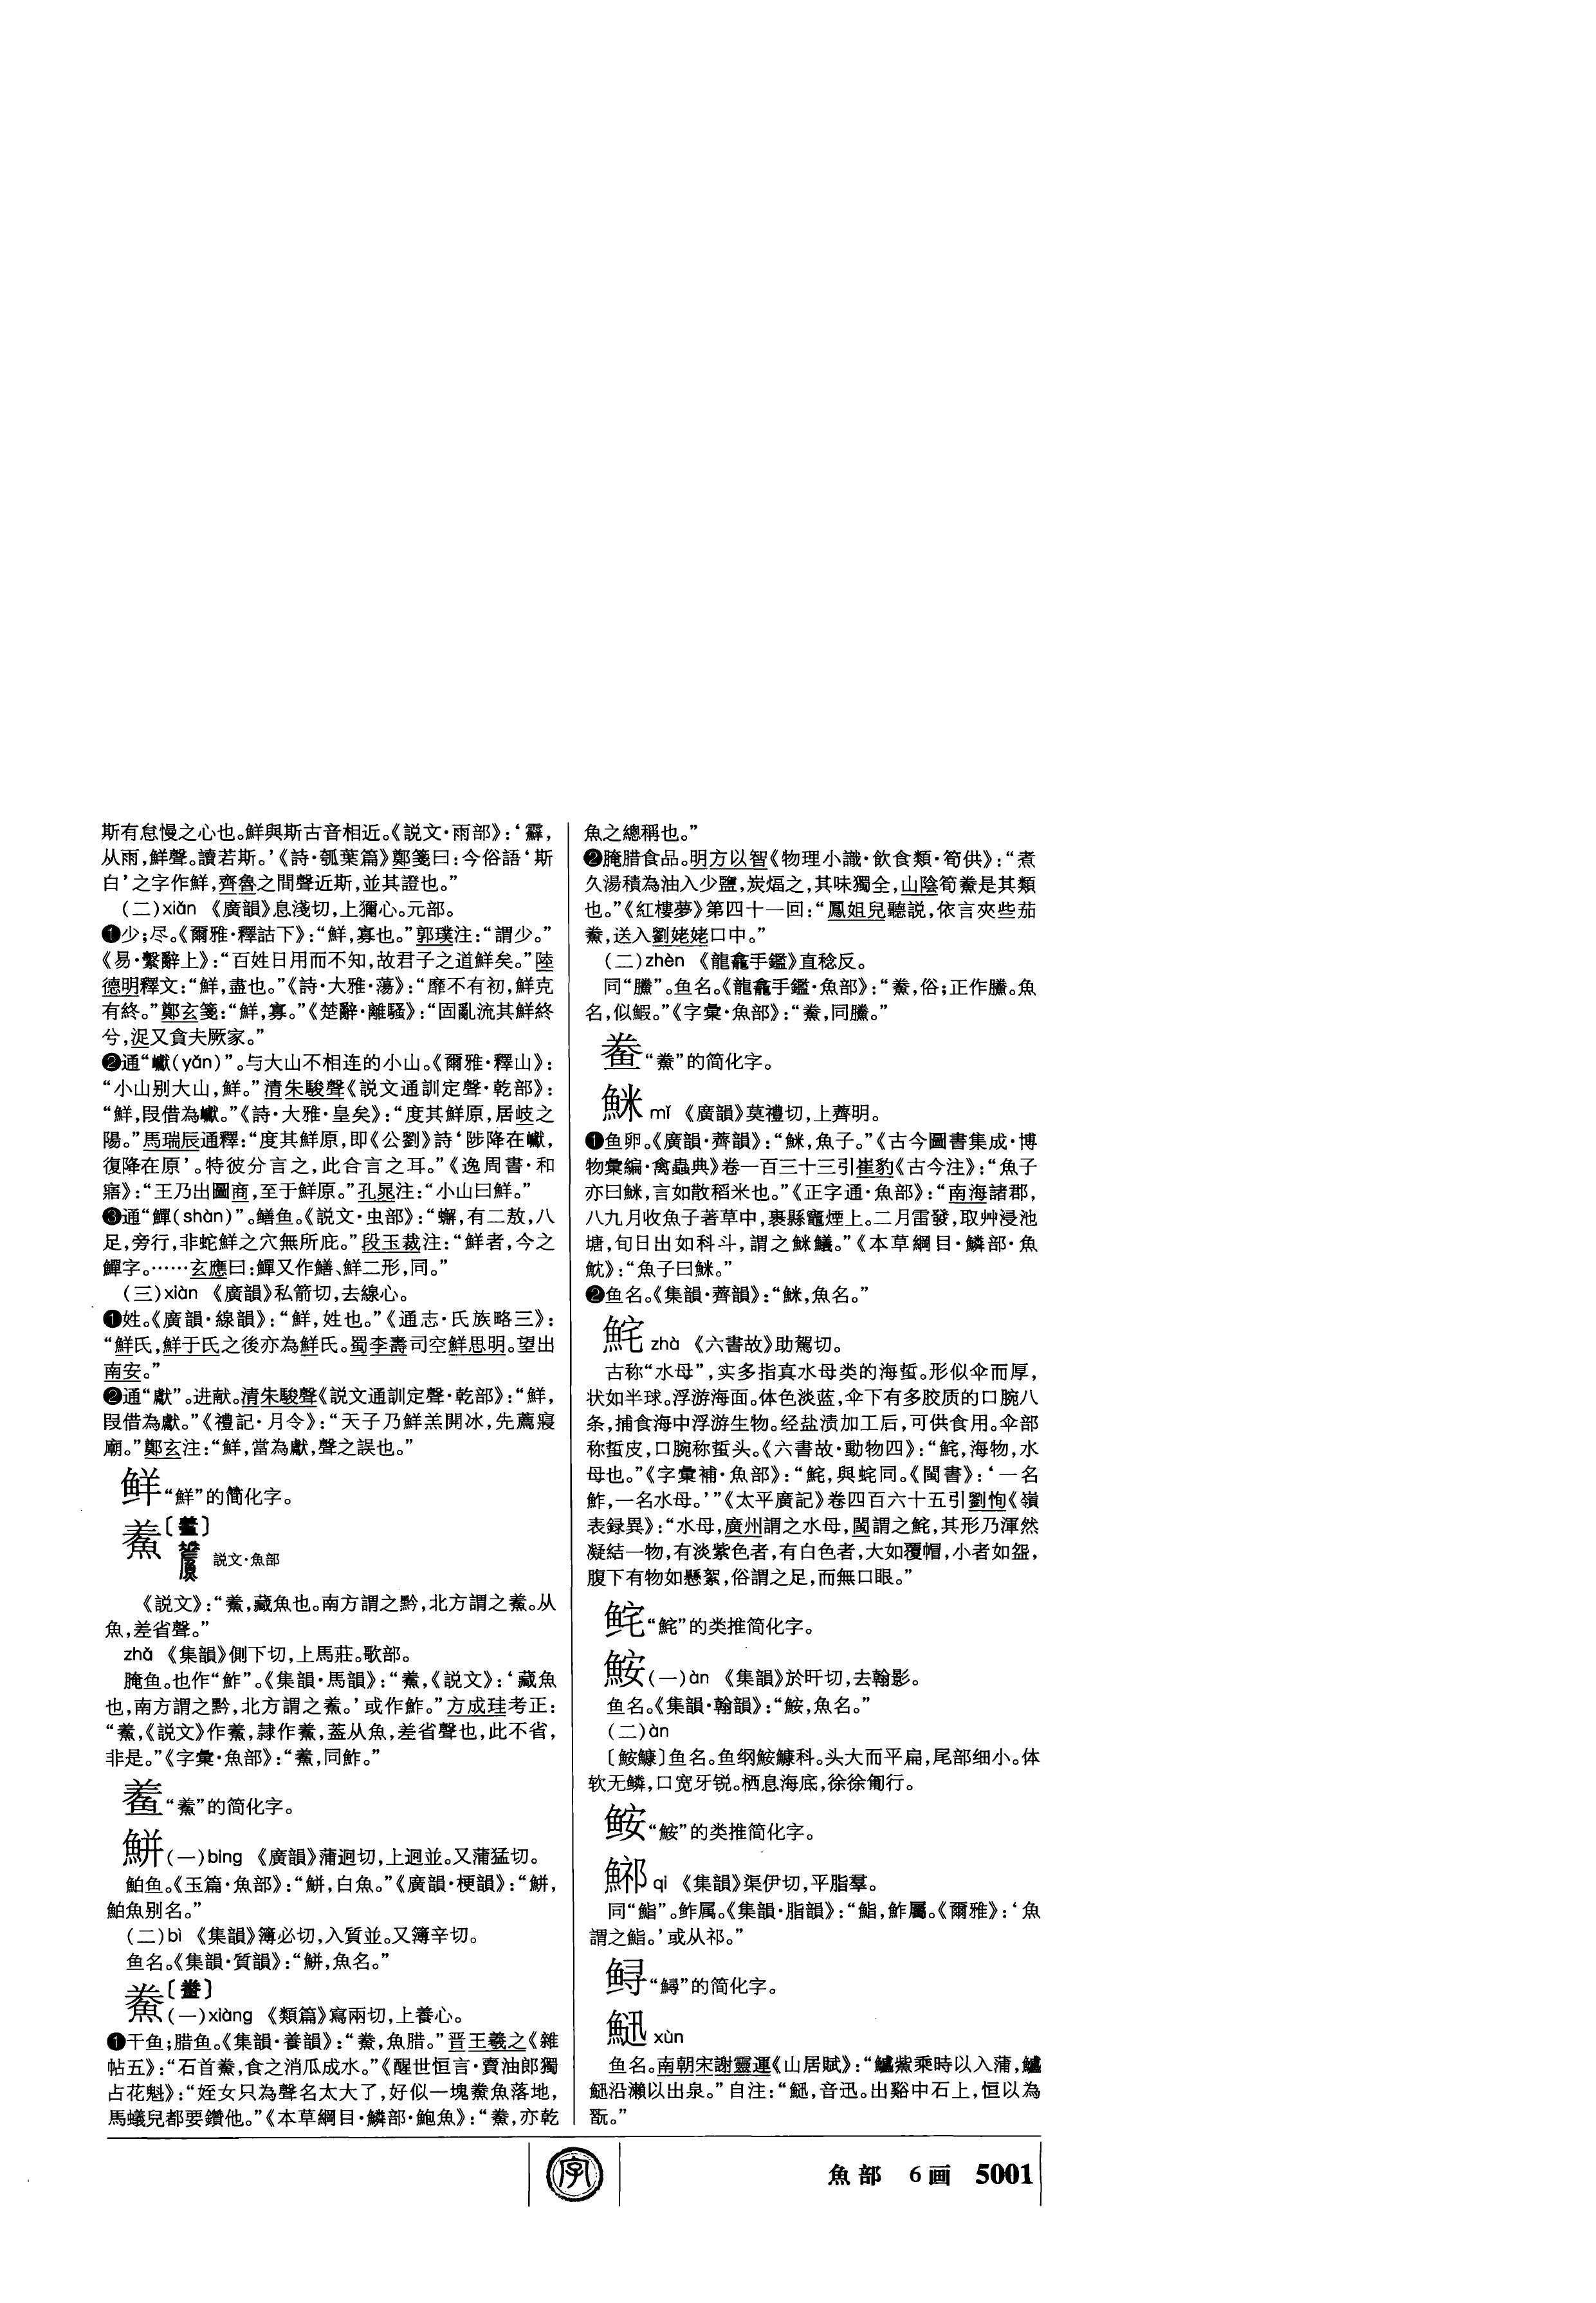 斯有怠慢之心也。鮮與斯古音相近。《説文·雨部》：‘霹，
从雨，鮮聲。讀若斯。’《詩·瓠葉篇》鄭箋曰：今俗語‘斯
白’之字作鮮，齊魯之間聲近斯，並其證也。”
（二）xiǎn 《廣韻》息淺切，上獮心。元部。
❶少；尽。《爾雅·釋詁下》：“鮮，寡也。”郭璞注：“謂少。”
《易·繫辭上》：“百姓日用而不知，故君子之道鮮矣。”陸
德明釋文：“鮮，盡也。”《詩·大雅·蕩》：“靡不有初，鮮克
有終。”鄭玄箋：“鮮，寡。”《楚辭·離騷》：“固亂流其鮮終
兮，浞又貪夫厥家。”
❷通“巘（yǎn）”。与大山不相连的小山。《爾雅·釋山》：
“小山别大山，鮮。”清朱駿聲《説文通訓定聲·乾部》：
“鮮，叚借為巘。”《詩·大雅·皇矣》：“度其鮮原，居岐之
陽。”馬瑞辰通釋：“度其鮮原，即《公劉》詩‘陟降在巘，
復降在原’。特彼分言之，此合言之耳。”《逸周書·和
寤》：“王乃出圖商，至于鮮原。”孔晁注：“小山曰鮮。”
❸通“鱓（shàn）”。鳝鱼。《説文·虫部》：“蠏，有二敖，八
足，旁行，非蛇鮮之穴無所庇。”段玉裁注：“鮮者，今之
鱓字。……玄應曰：鱓又作鱔、鮮二形，同。”
（三）xiàn 《廣韻》私箭切，去線心。
❶姓。《廣韻·線韻》：“鮮，姓也。”《通志·氏族略三》：
“鮮氏，鮮于氏之後亦為鮮氏。蜀李壽司空鮮思明。望出
南安。”
❷通“獻”。进献。清朱駿聲《説文通訓定聲·乾部》：“鮮，
叚借為獻。”《禮記·月令》：“天子乃鮮羔開冰，先薦寢
廟。”鄭玄注：“鮮，當為獻，聲之誤也。”
鲜“鮮”的简化字。
鮺〔鲝〕
説文·魚部
《説文》：“鮺，藏魚也。南方謂之䰼，北方謂之鮺。从
魚，差省聲。”
zhǎ 《集韻》側下切，上馬莊。歌部。
腌鱼。也作“鮓”。《集韻·馬韻》：“鮺，《説文》：‘藏魚
也，南方謂之䰼，北方謂之鮺。’或作鮓。”方成珪考正：
“鮺，《説文》作鮺，隷作鮺，蓋从魚，差省聲也，此不省，
非是。”《字彙·魚部》：“鮺，同鮓。”
鲝“鮺”的简化字。
鮩（一）bìng 《廣韻》蒲迥切，上迥並。又蒲猛切。
鲌鱼。《玉篇·魚部》：“鮩，白魚。”《廣韻·梗韻》：“鮩，
鮊魚别名。”
（二）bì 《集韻》簿必切，入質並。又簿辛切。
鱼名。《集韻·質韻》：“鮩，魚名。”
鯗〔鲞〕
（一）xiǎng 《類篇》寫兩切，上養心。
❶干鱼；腊鱼。《集韻·養韻》：“鯗，魚腊。”晋王羲之《雜
帖五》：“石首鯗，食之消瓜成水。”《醒世恒言·賣油郎獨
占花魁》：“姪女只為聲名太大了，好似一塊鯗魚落地，
馬蟻兒都要鑽他。”《本草綱目·鱗部·鮑魚》：“鯗，亦乾
魚之總稱也。”
❷腌腊食品。明方以智《物理小識·飲食類·筍供》：“煮
久湯積為油入少鹽，炭煏之，其味獨全，山陰筍鯗是其類
也。”《紅樓夢》第四十一回：“鳳姐兒聽説，依言夾些茄
鯗，送入劉姥姥口中。”
（二）zhèn 《龍龕手鑑》直稔反。
同“䲴”。鱼名。《龍龕手鑑·魚部》：“鯗，俗；正作䲴。魚
名，似鰕。”《字彙·魚部》：“鯗，同䲴。”
鲞“鯗”的简化字。
䱊mǐ 《廣韻》莫禮切，上薺明。
❶鱼卵。《廣韻·薺韻》：“䱊，魚子。”《古今圖書集成·博
物彙編·禽蟲典》卷一百三十三引崔豹《古今注》：“魚子
亦曰䱊，言如散稻米也。”《正字通·魚部》：“南海諸郡，
八九月收魚子著草中，裹縣竈煙上。二月雷發，取艸浸池
塘，旬日出如科斗，謂之䱊鱶。”《本草綱目·鱗部·魚
鱿》：“魚子曰䱊。”
❷鱼名。《集韻·薺韻》：“䱊，魚名。”
鮀zhà 《六書故》助駕切。
古称“水母”，实多指真水母类的海蜇。形似伞而厚，
状如半球。浮游海面。体色淡蓝，伞下有多胶质的口腕八
条，捕食海中浮游生物。经盐渍加工后，可供食用。伞部
称蜇皮，口腕称蜇头。《六書故·動物四》：“䱹，海物，水
母也。”《字彙補·魚部》：“䱹，與蛇同。《閩書》：‘一名
鮓，一名水母。’”《太平廣記》卷四百六十五引劉恂《嶺
表録異》：“水母，廣州謂之水母，閩謂之䱹，其形乃渾然
凝結一物，有淡紫色者，有白色者，大如覆帽，小者如盌，
腹下有物如懸絮，俗謂之足，而無口眼。”
“䱹”的类推简化字。
鮟（一）àn 《集韻》於旰切，去翰影。
鱼名。《集韻·翰韻》：“鮟，魚名。”
（二）ān
〔鮟鱇〕鱼名。鱼纲鮟鱇科。头大而平扁，尾部细小。体
软无鳞，口宽牙锐。栖息海底，徐徐匍行。
𩽾“鮟”的类推简化字。
qí 《集韻》渠伊切，平脂羣。
同“鮨”。鲊属。《集韻·脂韻》：“鮨，鮓屬。《爾雅》：‘魚
謂之鮨。’或从祁。”
鲟“鱘”的简化字。
xùn
鱼名。南朝宋謝靈運《山居賦》：“鱸鮆乘時以入蒲，鱤
沿瀨以出泉。”自注：“音迅。出谿中石上，恒以為
翫。”
魚部 6画 5001